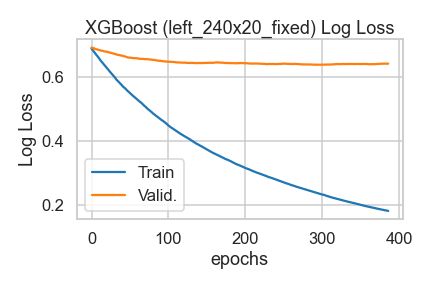 XGBoost (left_240x20_fixed) Log Loss
Log Loss
0.6
0.4
0.2
Train
Valid.
0 100 200 300 400
epochs